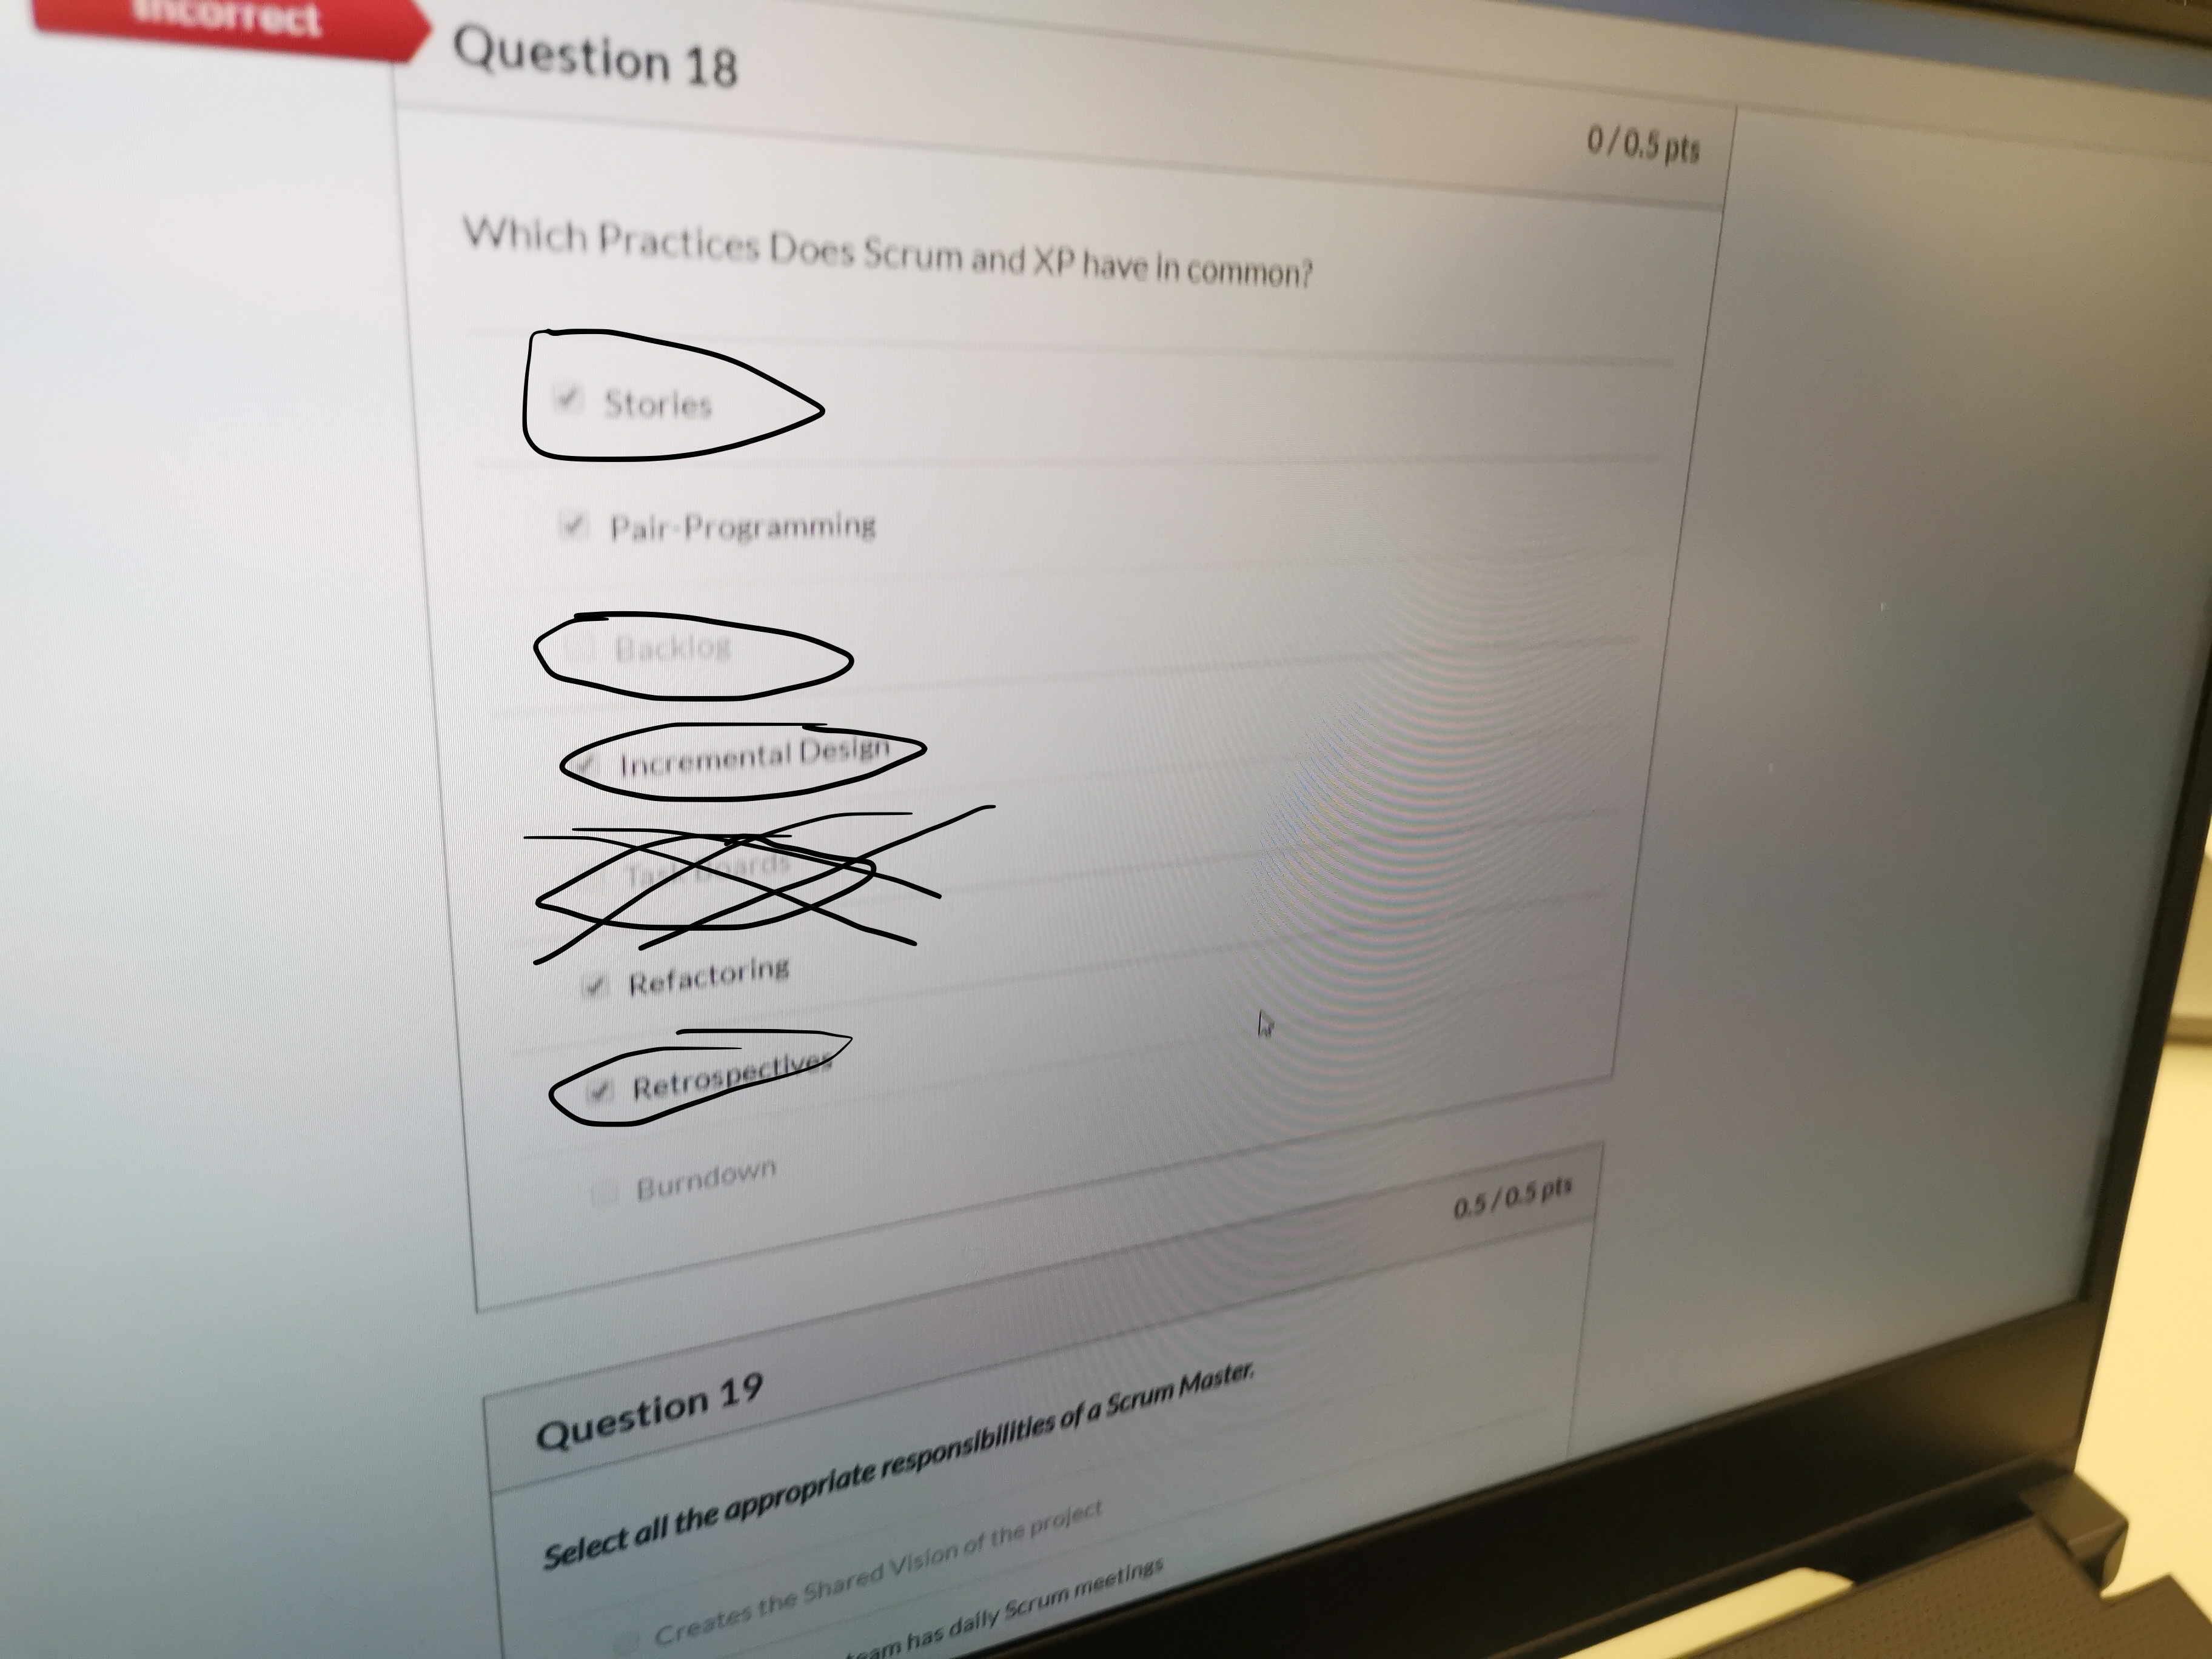 Incorrect
Question 18
0 / 0.5 pts
Which Practices Does Scrum and XP have in common?
Stories
Pair-Programming
Backlog
Incremental Design
Task Boards
Refactoring
Retrospectives
Burndown
0.5 / 0.5 pts
Question 19
Select all the appropriate responsibilities of a Scrum Master.
Creates the Shared Vision of the project
has daily Scrum meetings